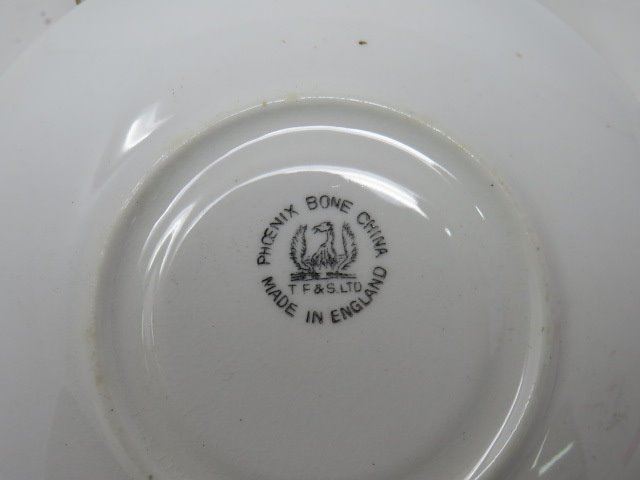 PHOENIX BONE CHINA
T F & S. LTD
MADE IN ENGLAND